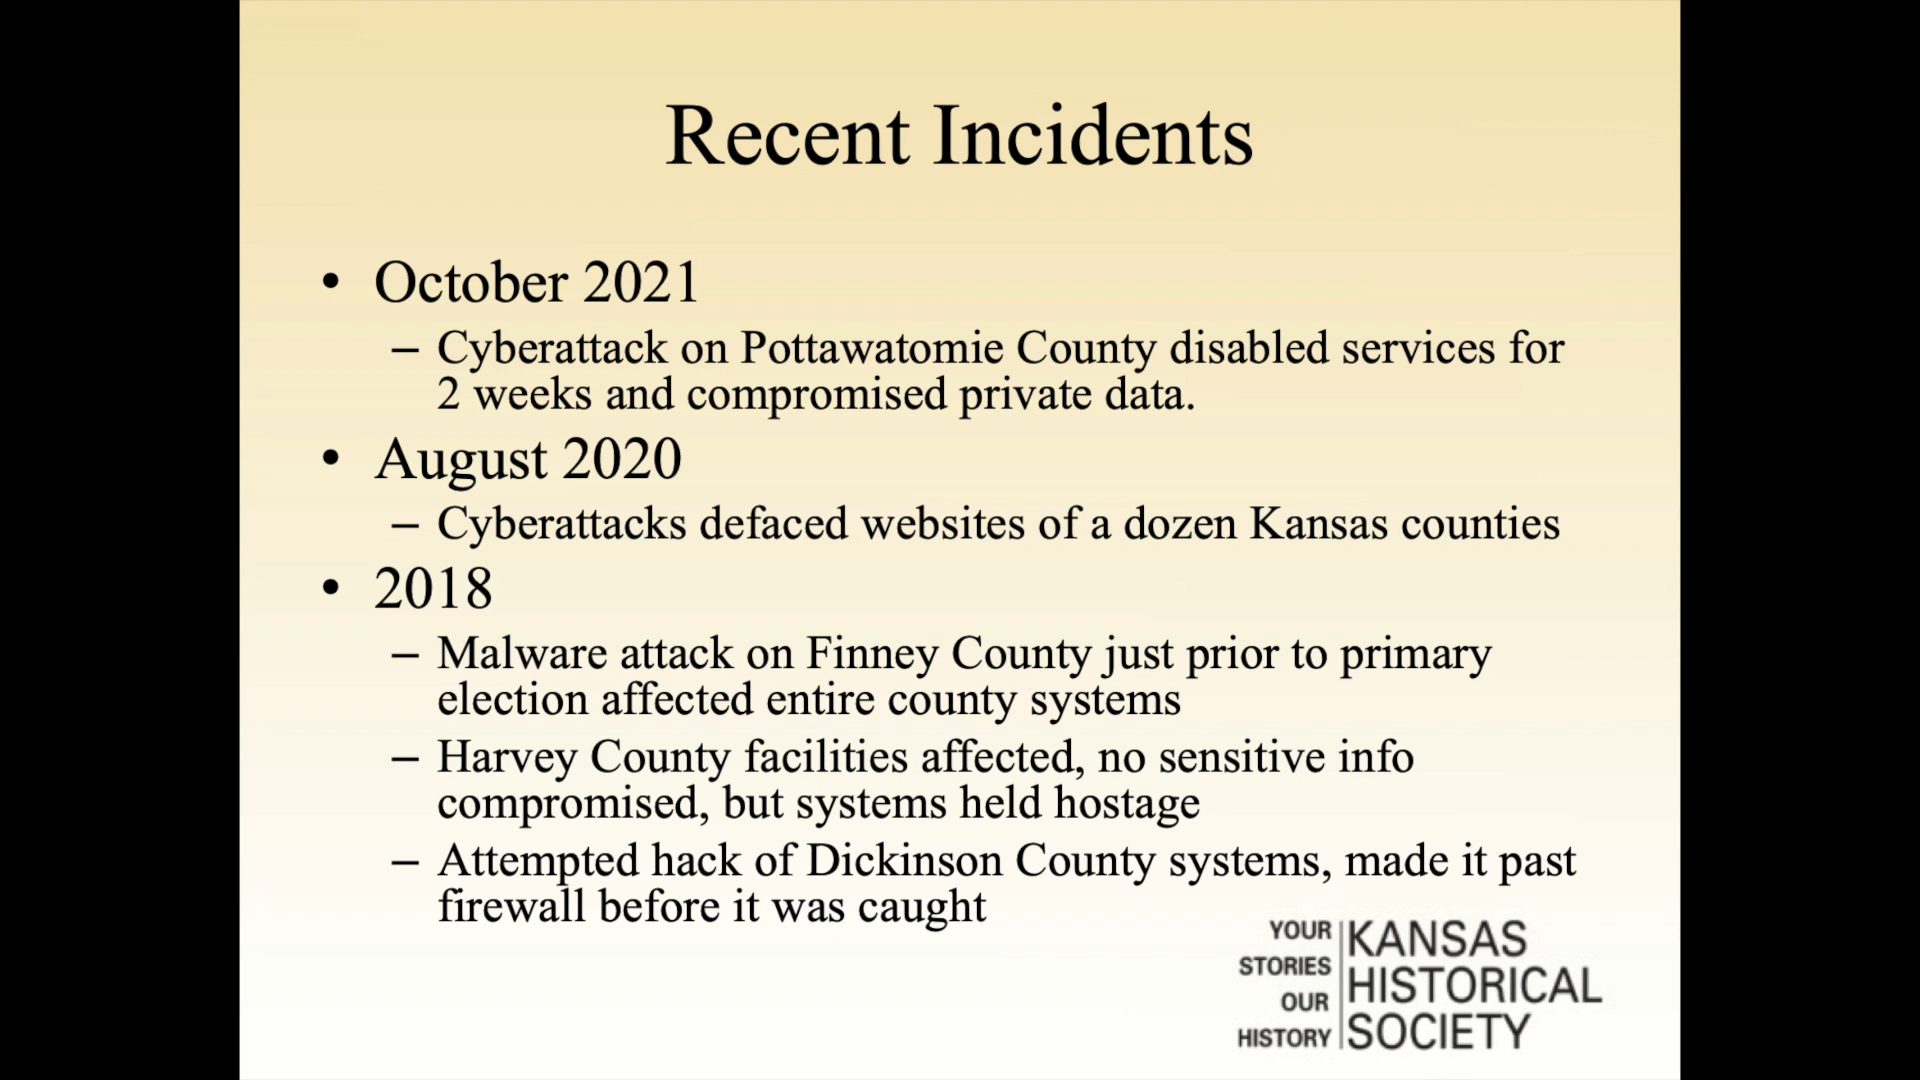 Recent Incidents
• October 2021
– Cyberattack on Pottawatomie County disabled services for
2 weeks and compromised private data.
• August 2020
– Cyberattacks defaced websites of a dozen Kansas counties
• 2018
– Malware attack on Finney County just prior to primary
election affected entire county systems
– Harvey County facilities affected, no sensitive info
compromised, but systems held hostage
– Attempted hack of Dickinson County systems, made it past
firewall before it was caught
YOUR
STORIES
OUR
HISTORY
KANSAS
HISTORICAL
SOCIETY